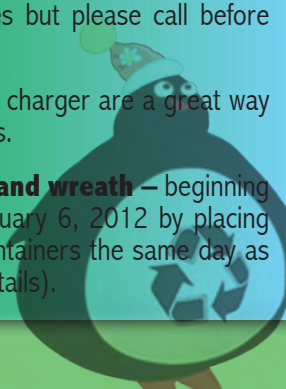 s but please call before
charger are a great way
s.
and wreath – beginning
uary 6, 2012 by placing
ntainers the same day as
tails).